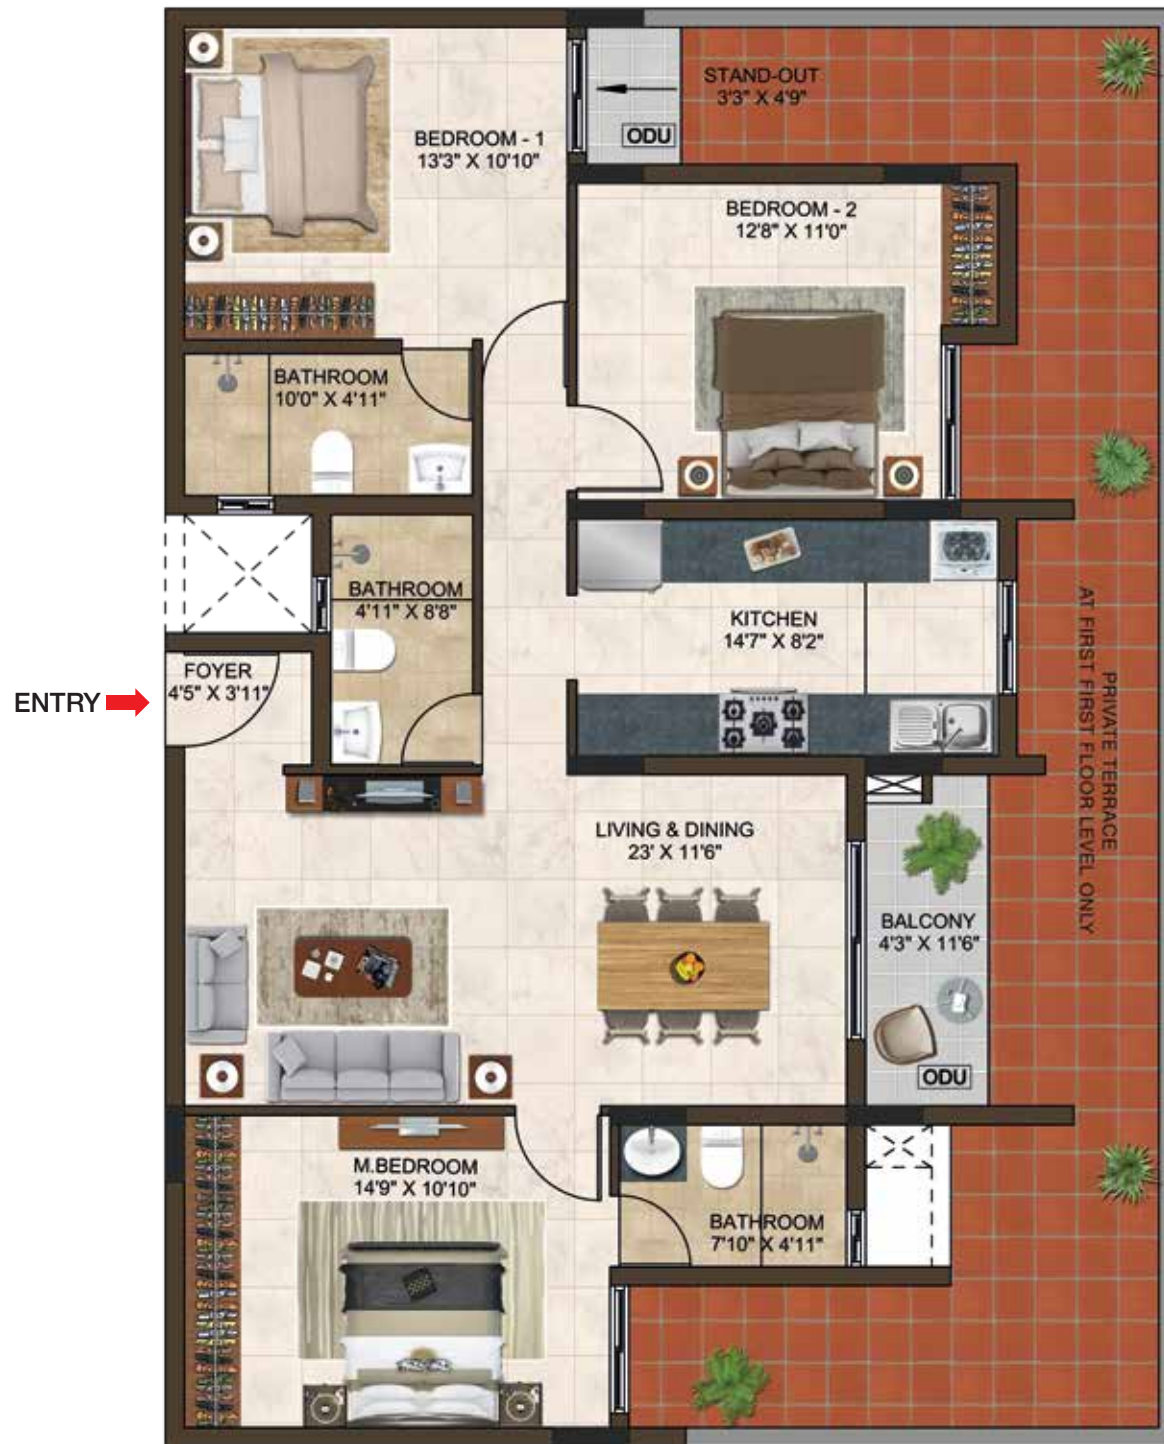 STAND-OUT
3'3" X 4'9"
ODU
BEDROOM - 1
13'3" X 10'10"
BEDROOM - 2
12'8" X 11'0"
BATHROOM
10'0" X 4'11"
BATHROOM
4'11" X 8'8"
KITCHEN
14'7" X 8'2"
FOYER
4'5" X 3'11"
ENTRY
PRIVATE TERRACE
AT FIRST FIRST FLOOR LEVEL ONLY
LIVING & DINING
23' X 11'6"
BALCONY
4'3" X 11'6"
ODU
M.BEDROOM
14'9" X 10'10"
BATHROOM
7'10" X 4'11"